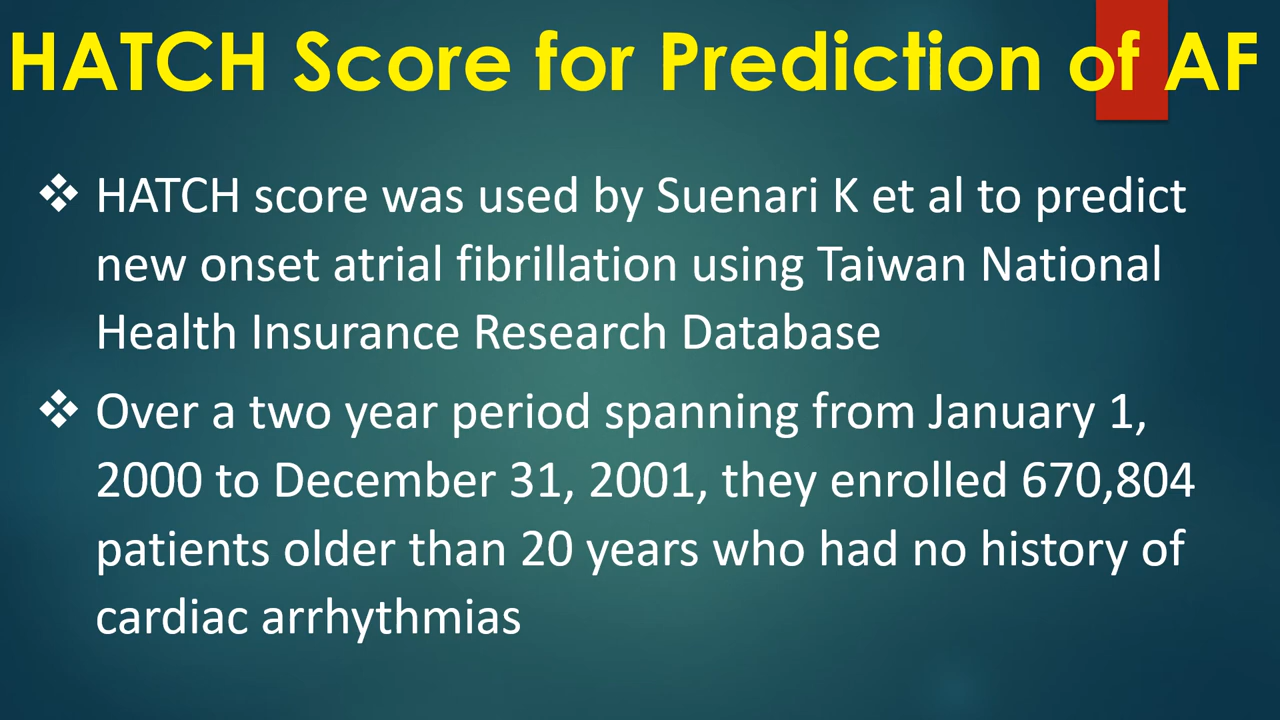 HATCH Score for Prediction of AF
❖ HATCH score was used by Suenari K et al to predict
new onset atrial fibrillation using Taiwan National
Health Insurance Research Database
❖ Over a two year period spanning from January 1,
2000 to December 31, 2001, they enrolled 670,804
patients older than 20 years who had no history of
cardiac arrhythmias